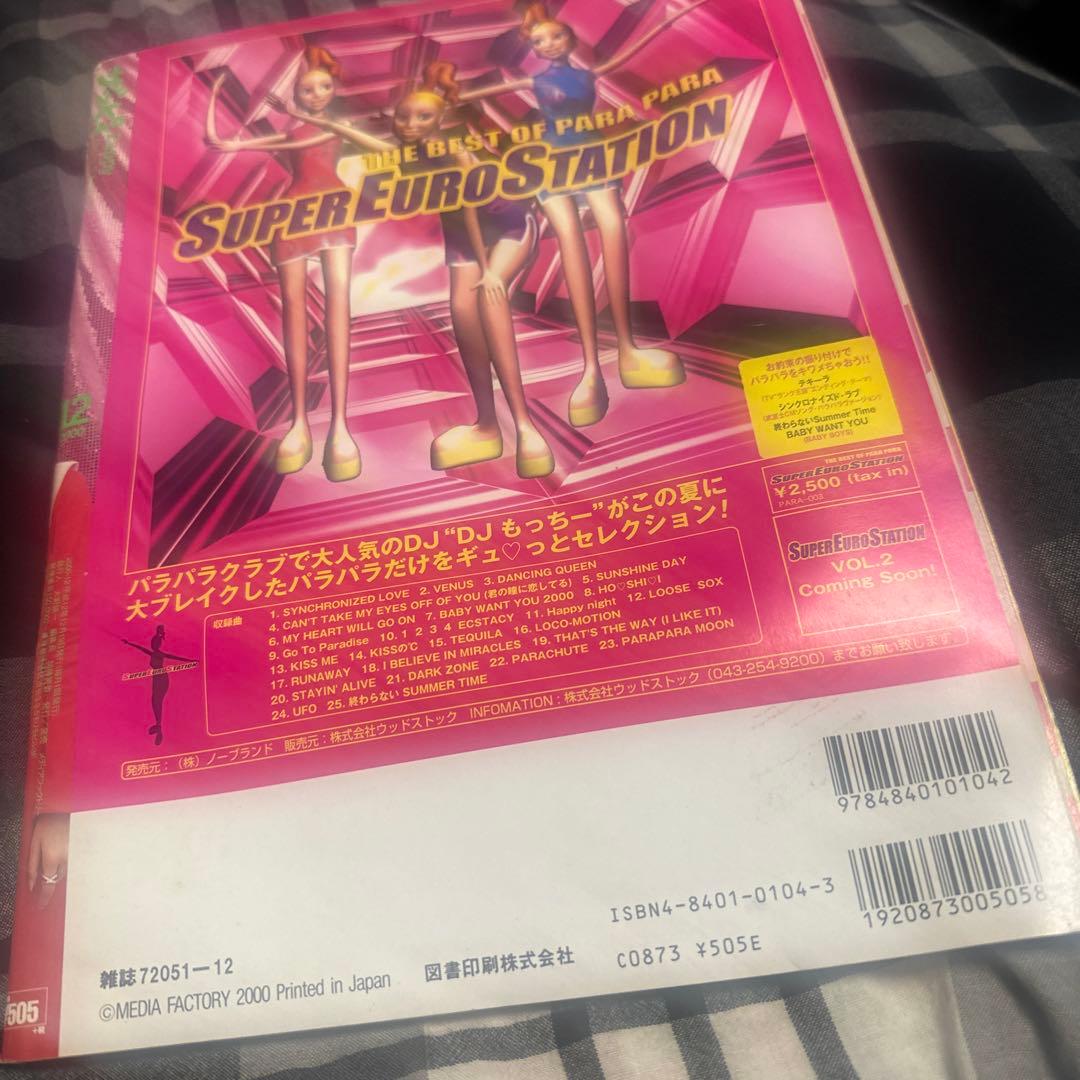 THE BEST OF PARA PARA
SUPER EUROSTATION
お約束の振り付けで
パラパラをキワメちゃおう!!
テキーラ
シンクロナイズド・ラブ
終わらないSummer Time
BABY WANT YOU
(BABY BOYS)
THE BEST OF PARA PARA
SUPER EUROSTATION
¥2,500 (tax in)
PARA-003
SUPER EUROSTATION
VOL.2
Coming Soon!
パラパラクラブで大人気のDJ“DJ もっちー”がこの夏に
大ブレイクしたパラパラだけをギュ♡っとセレクション!
収録曲
1. SYNCHRONIZED LOVE 2. VENUS 3. DANCING QUEEN
4. CAN'T TAKE MY EYES OFF OF YOU (君の瞳に恋してる) 5. SUNSHINE DAY
6. MY HEART WILL GO ON 7. BABY WANT YOU 2000 8. HO♡SHI♡I
9. Go To Paradise 10. 1 2 3 4 ECSTACY 11. Happy night 12. LOOSE SOX
13. KISS ME 14. KISSの℃ 15. TEQUILA 16. LOCO-MOTION
17. RUNAWAY 18. I BELIEVE IN MIRACLES 19. THAT'S THE WAY (I LIKE IT)
20. STAYIN' ALIVE 21. DARK ZONE 22. PARACHUTE 23. PARAPARA MOON
24. UFO 25. 終わらない SUMMER TIME
SUPER EUROSTATION
発売元:(株)ノーブランド 販売元:株式会社ウッドストック INFOMATION:株式会社ウッドストック(043-254-9200)までお願い致します。
9784840101042
ISBN4-8401-0104-3
1920873005058
C0873 ¥505E
雑誌72051-12
図書印刷株式会社
©MEDIA FACTORY 2000 Printed in Japan
12
505